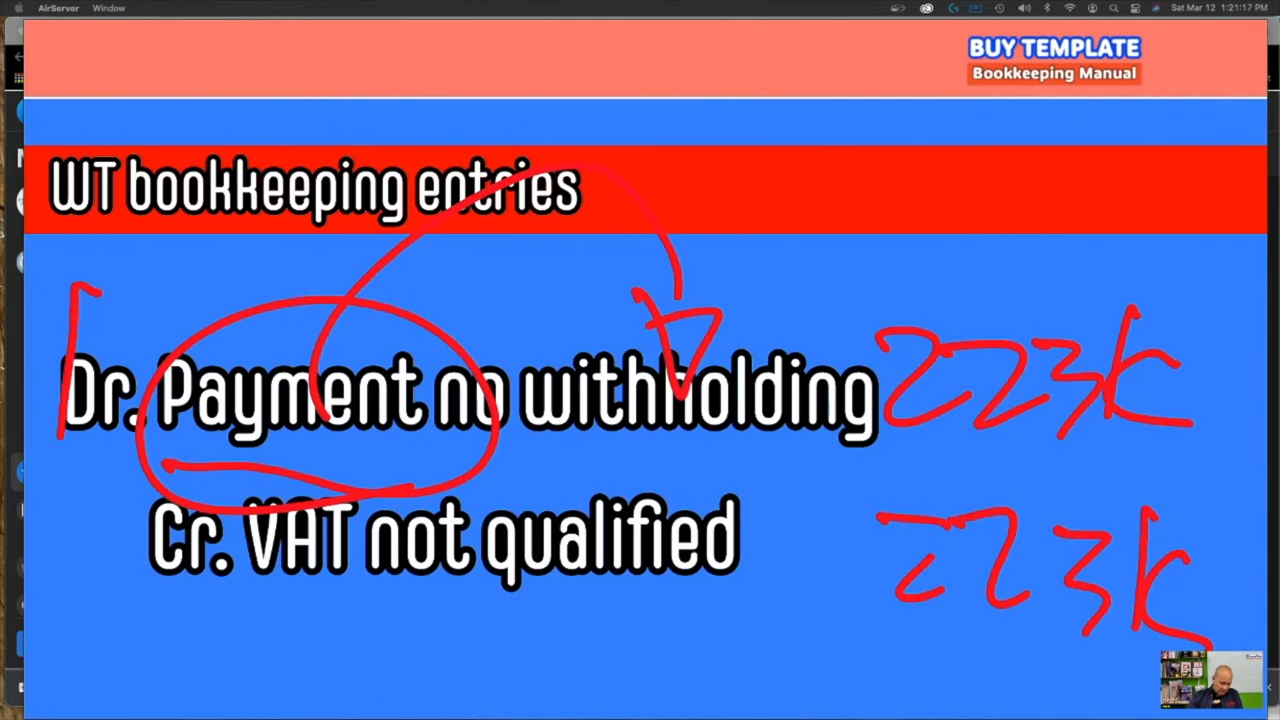 AirServer Window
Sat Mar 12 1:21:17 PM
BUY TEMPLATE
Bookkeeping Manual
WT bookkeeping entries
Dr. Payment no withholding 223K
Cr. VAT not qualified 223K